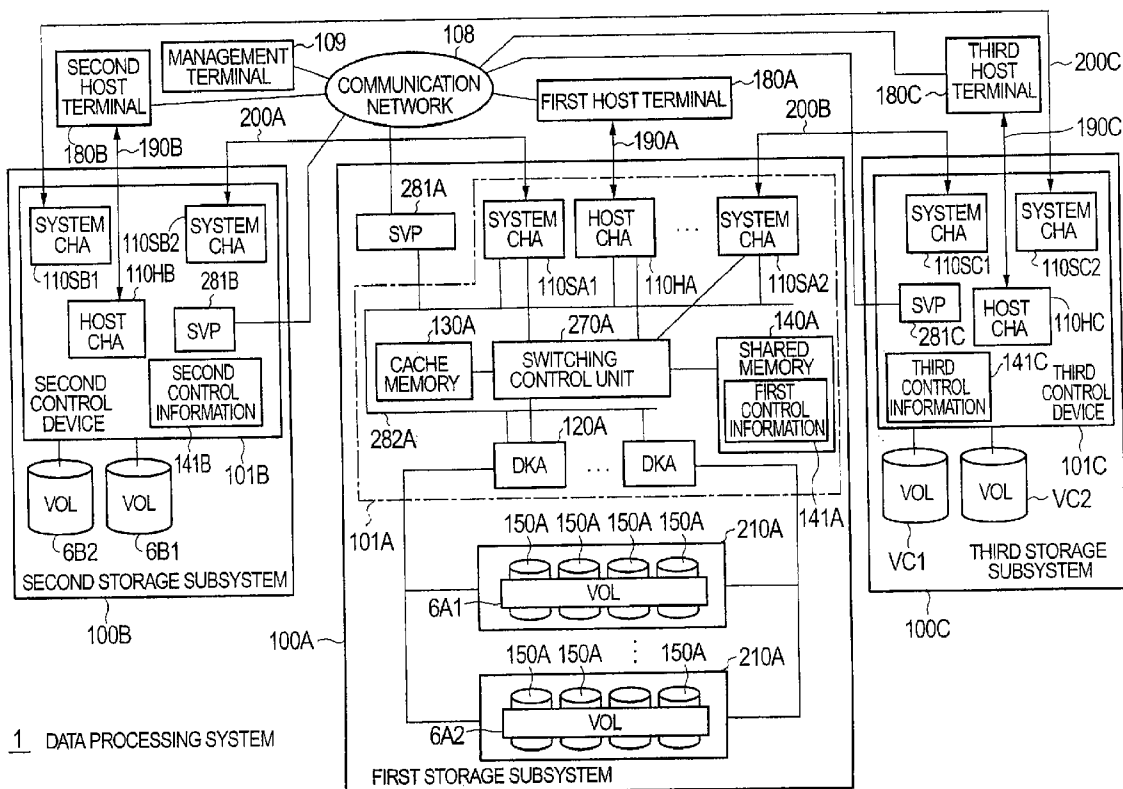 109
108
MANAGEMENT
TERMINAL
SECOND
HOST
TERMINAL
COMMUNICATION
NETWORK
FIRST HOST TERMINAL
180A
THIRD
HOST
TERMINAL
180C
200C
180B
190B
200A
190A
200B
190C
SYSTEM
CHA
110SB1
110SB2
SYSTEM
CHA
110HB
HOST
CHA
281B
SVP
SECOND
CONTROL
DEVICE
SECOND
CONTROL
INFORMATION
141B
101B
VOL
VOL
6B2
6B1
SECOND STORAGE SUBSYSTEM
100B
281A
SVP
SYSTEM
CHA
HOST
CHA
...
SYSTEM
CHA
110SA1
110HA
110SA2
130A
270A
140A
CACHE
MEMORY
SWITCHING
CONTROL UNIT
SHARED
MEMORY
FIRST
CONTROL
INFORMATION
282A
120A
DKA
...
DKA
101A
141A
150A
150A
150A
150A
210A
VOL
6A1
100A
150A
150A
150A
210A
VOL
6A2
FIRST STORAGE SUBSYSTEM
SYSTEM
CHA
SYSTEM
CHA
110SC1
110SC2
SVP
281C
HOST
CHA
110HC
141C
THIRD
CONTROL
INFORMATION
THIRD
CONTROL
DEVICE
101C
VOL
VOL
VC1
VC2
THIRD STORAGE
SUBSYSTEM
100C
1 DATA PROCESSING SYSTEM